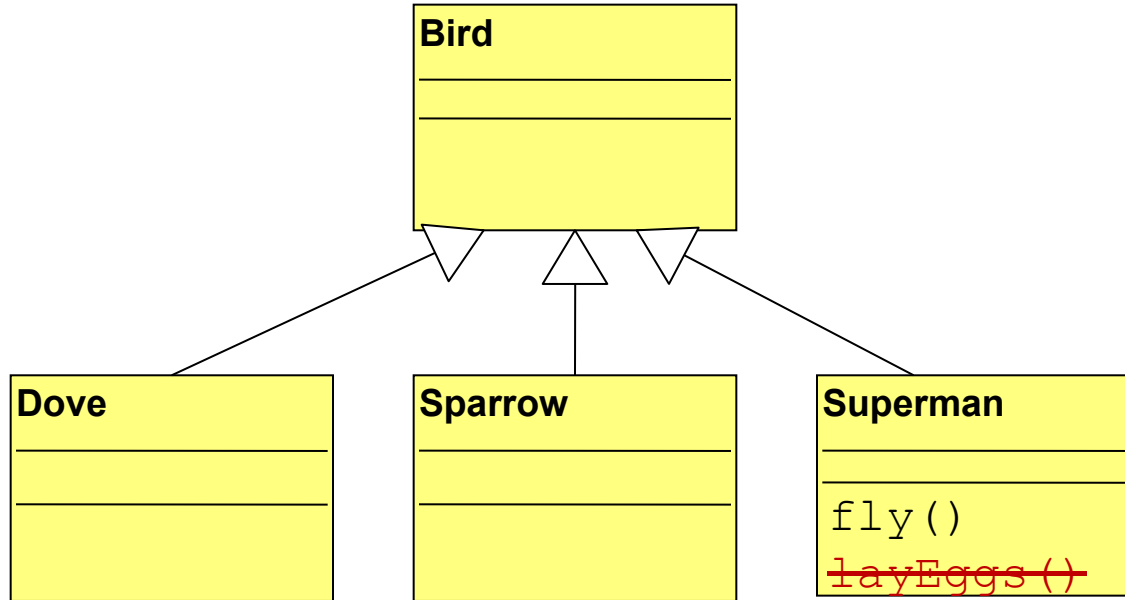 Bird
Dove
Sparrow
Superman
fly()
layEggs()